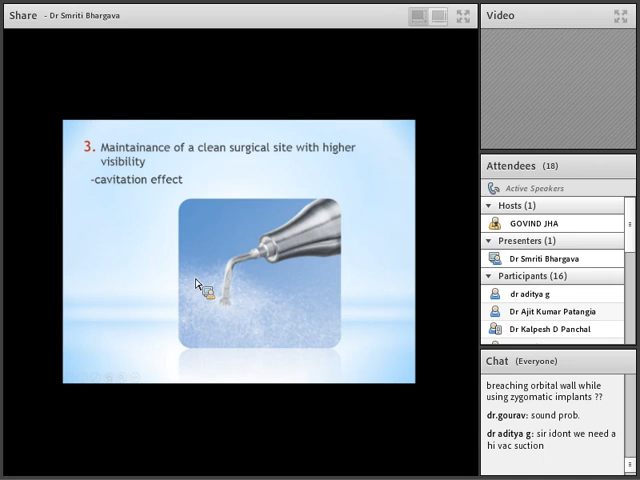 Share - Dr Smriti Bhargava
3. Maintainance of a clean surgical site with higher
visibility
-cavitation effect
Video
Attendees (18)
Active Speakers
Hosts (1)
GOVIND JHA
Presenters (1)
Dr Smriti Bhargava
Participants (16)
dr aditya g
Dr Ajit Kumar Patangia
Dr Kalpesh D Panchal
Chat (Everyone)
breaching orbital wall while
using zygomatic implants ??
dr.gourav: sound prob.
dr aditya g: sir idont we need a
hi vac suction